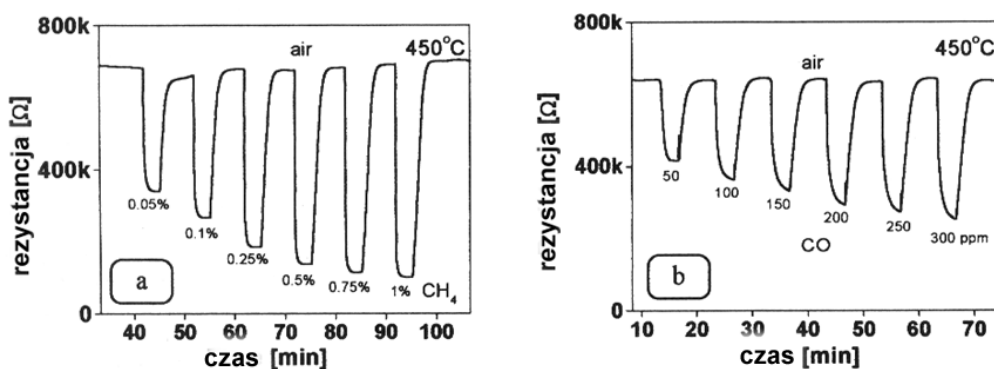 800k
air
450°C
rezystancja [Ω]
400k
0.05%
0.1%
0.25%
0.5%
0.75%
1%
CH₄
a
0
40 50 60 70 80 90 100
czas [min]
800k
air
450°C
rezystancja [Ω]
400k
50
100
150
200
250
300 ppm
CO
b
0
10 20 30 40 50 60 70
czas [min]